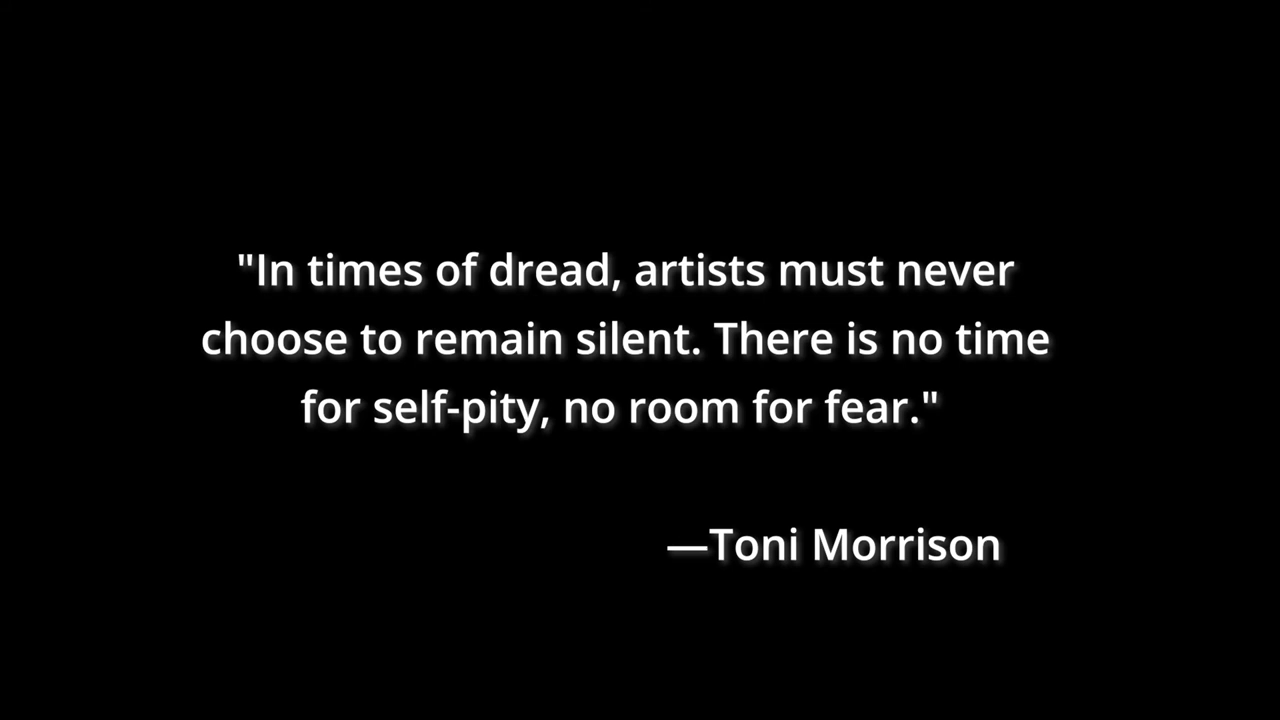 "In times of dread, artists must never
choose to remain silent. There is no time
for self-pity, no room for fear."
—Toni Morrison